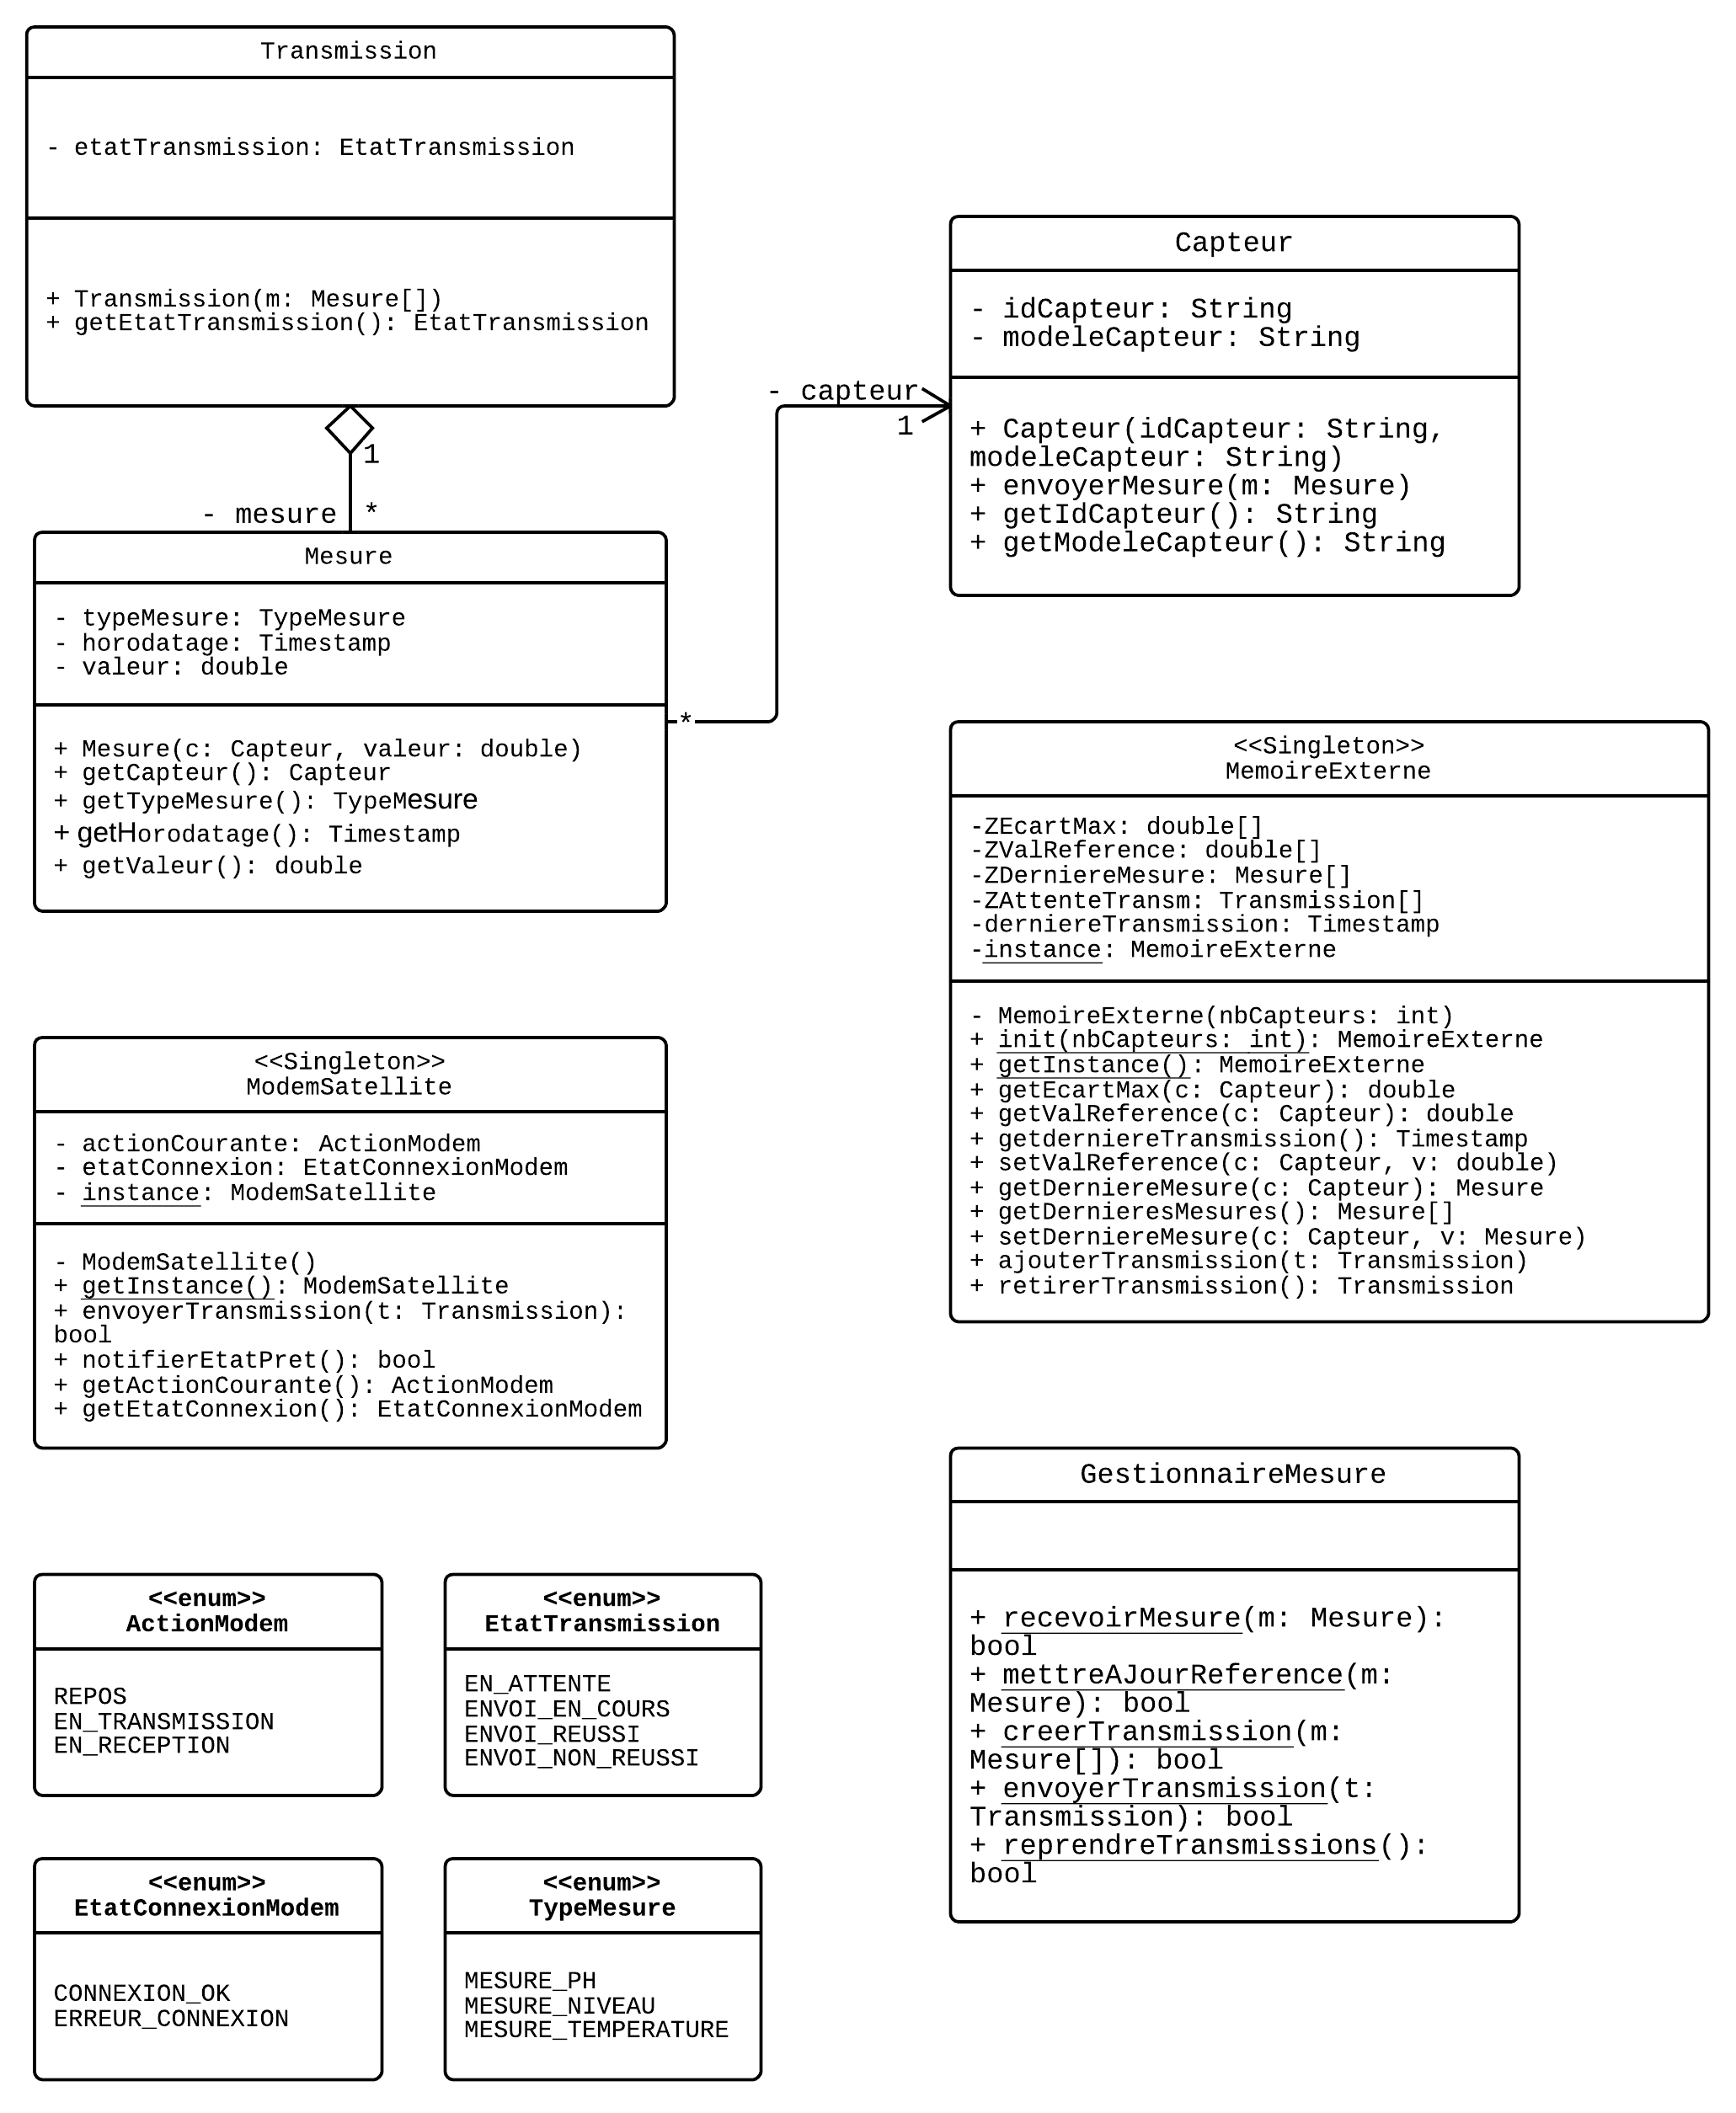 Transmission
- etatTransmission: EtatTransmission
+ Transmission(m: Mesure[])
+ getEtatTransmission(): EtatTransmission
1
- mesure *
Mesure
- typeMesure: TypeMesure
- horodatage: Timestamp
- valeur: double
+ Mesure(c: Capteur, valeur: double)
+ getCapteur(): Capteur
+ getTypeMesure(): TypeMesure
+ getHorodatage(): Timestamp
+ getValeur(): double
*
- capteur
1
Capteur
- idCapteur: String
- modeleCapteur: String
+ Capteur(idCapteur: String,
modeleCapteur: String)
+ envoyerMesure(m: Mesure)
+ getIdCapteur(): String
+ getModeleCapteur(): String
<<Singleton>>
MemoireExterne
-ZEcartMax: double[]
-ZValReference: double[]
-ZDerniereMesure: Mesure[]
-ZAttenteTransm: Transmission[]
-derniereTransmission: Timestamp
-instance: MemoireExterne
- MemoireExterne(nbCapteurs: int)
+ init(nbCapteurs: int): MemoireExterne
+ getInstance(): MemoireExterne
+ getEcartMax(c: Capteur): double
+ getValReference(c: Capteur): double
+ getderniereTransmission(): Timestamp
+ setValReference(c: Capteur, v: double)
+ getDerniereMesure(c: Capteur): Mesure
+ getDernieresMesures(): Mesure[]
+ setDerniereMesure(c: Capteur, v: Mesure)
+ ajouterTransmission(t: Transmission)
+ retirerTransmission(): Transmission
<<Singleton>>
ModemSatellite
- actionCourante: ActionModem
- etatConnexion: EtatConnexionModem
- instance: ModemSatellite
- ModemSatellite()
+ getInstance(): ModemSatellite
+ envoyerTransmission(t: Transmission):
bool
+ notifierEtatPret(): bool
+ getActionCourante(): ActionModem
+ getEtatConnexion(): EtatConnexionModem
GestionnaireMesure
+ recevoirMesure(m: Mesure):
bool
+ mettreAJourReference(m:
Mesure): bool
+ creerTransmission(m:
Mesure[]): bool
+ envoyerTransmission(t:
Transmission): bool
+ reprendreTransmissions():
bool
<<enum>>
ActionModem
REPOS
EN_TRANSMISSION
EN_RECEPTION
<<enum>>
EtatTransmission
EN_ATTENTE
ENVOI_EN_COURS
ENVOI_REUSSI
ENVOI_NON_REUSSI
<<enum>>
EtatConnexionModem
CONNEXION_OK
ERREUR_CONNEXION
<<enum>>
TypeMesure
MESURE_PH
MESURE_NIVEAU
MESURE_TEMPERATURE